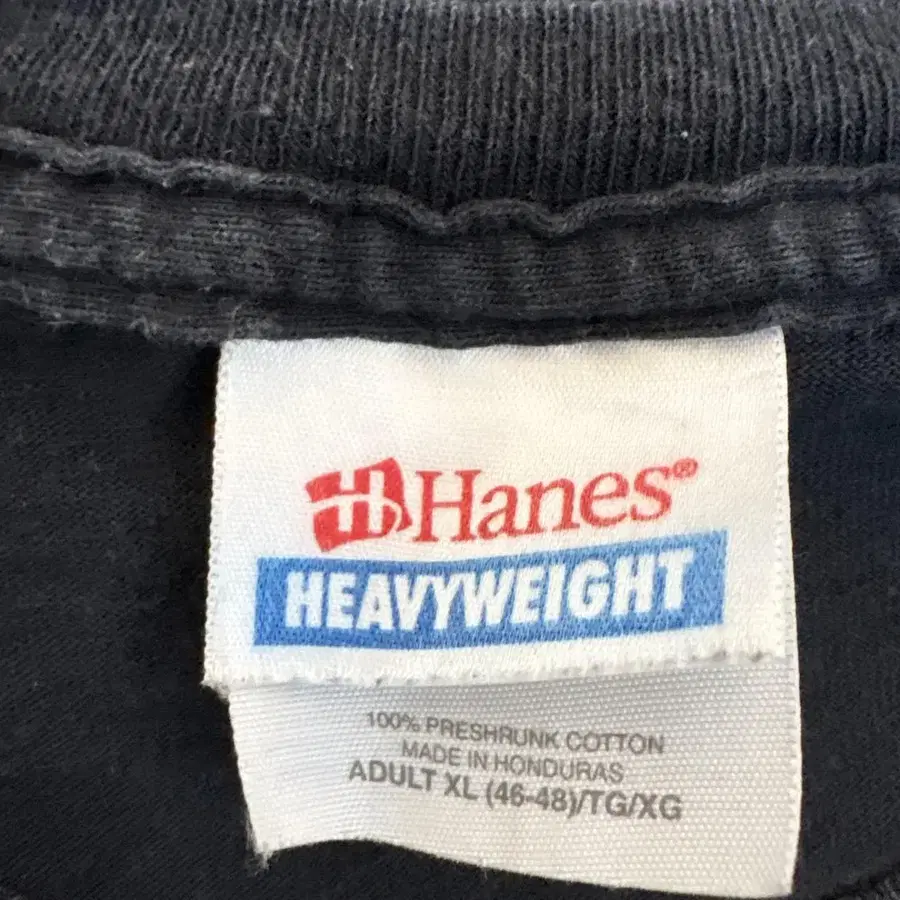 Hanes®
HEAVYWEIGHT
100% PRESHRUNK COTTON
MADE IN HONDURAS
ADULT XL (46-48)/TG/XG